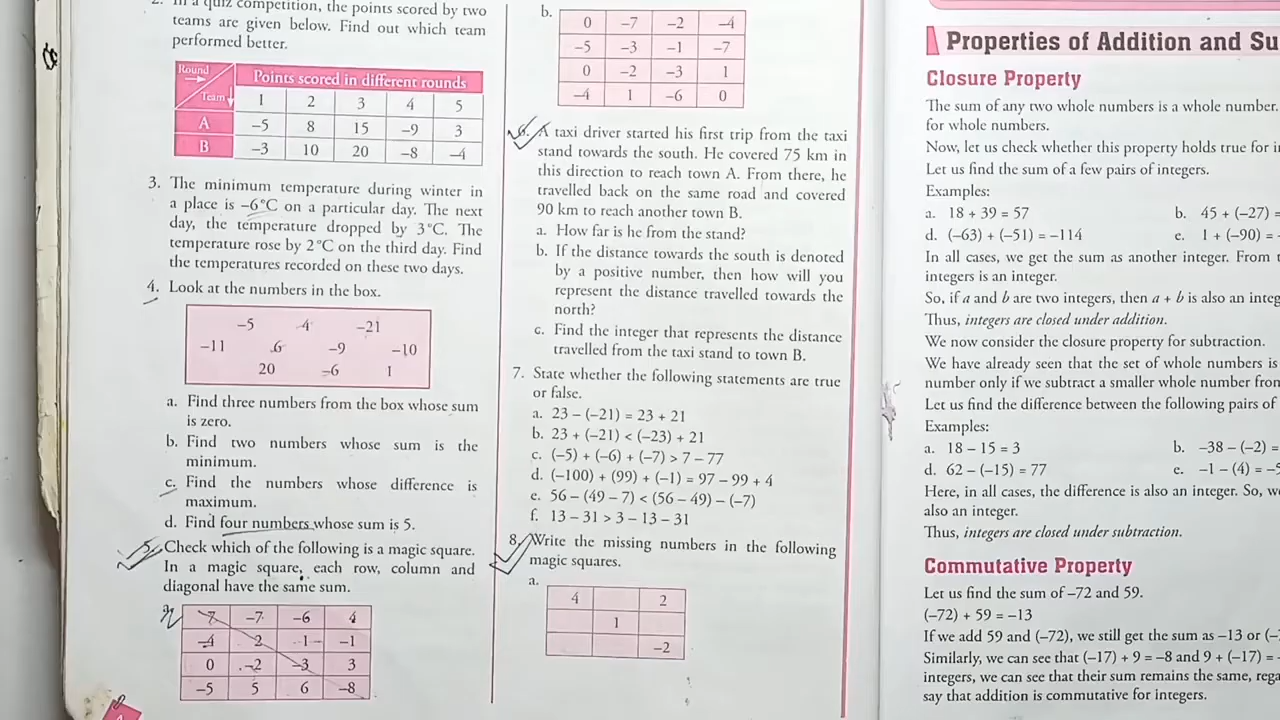 2. In a quiz competition, the points scored by two
teams are given below. Find out which team
performed better.
Round Points scored in different rounds
Team 1 2 3 4 5
A –5 8 15 –9 3
B –3 10 20 –8 –4
3. The minimum temperature during winter in
a place is –6°C on a particular day. The next
day, the temperature dropped by 3°C. The
temperature rose by 2°C on the third day. Find
the temperatures recorded on these two days.
4. Look at the numbers in the box.
–5 4 –21
–11 6 –9 –10
20 –6 1
a. Find three numbers from the box whose sum
is zero.
b. Find two numbers whose sum is the
minimum.
c. Find the numbers whose difference is
maximum.
d. Find four numbers whose sum is 5.
5. Check which of the following is a magic square.
In a magic square, each row, column and
diagonal have the same sum.
a. 7 –7 –6 4
–4 2 –1 –1
0 –2 –3 3
–5 5 6 –8
b. 0 –7 –2 –4
–5 –3 –1 –7
0 –2 –3 1
–4 1 –6 0
6. A taxi driver started his first trip from the taxi
stand towards the south. He covered 75 km in
this direction to reach town A. From there, he
travelled back on the same road and covered
90 km to reach another town B.
a. How far is he from the stand?
b. If the distance towards the south is denoted
by a positive number, then how will you
represent the distance travelled towards the
north?
c. Find the integer that represents the distance
travelled from the taxi stand to town B.
7. State whether the following statements are true
or false.
a. 23 – (–21) = 23 + 21
b. 23 + (–21) < (–23) + 21
c. (–5) + (–6) + (–7) > 7 – 77
d. (–100) + (99) + (–1) = 97 – 99 + 4
e. 56 – (49 – 7) < (56 – 49) – (–7)
f. 13 – 31 > 3 – 13 – 31
8. Write the missing numbers in the following
magic squares.
a.
4 2
1
–2
Properties of Addition and Su
Closure Property
The sum of any two whole numbers is a whole number.
for whole numbers.
Now, let us check whether this property holds true for i
Let us find the sum of a few pairs of integers.
Examples:
a. 18 + 39 = 57 b. 45 + (–27) =
d. (–63) + (–51) = –114 e. 1 + (–90) = –
In all cases, we get the sum as another integer. From
integers is an integer.
So, if a and b are two integers, then a + b is also an integ
Thus, integers are closed under addition.
We now consider the closure property for subtraction.
We have already seen that the set of whole numbers is
number only if we subtract a smaller whole number from
Let us find the difference between the following pairs of
Examples:
a. 18 – 15 = 3 b. –38 – (–2) =
d. 62 – (–15) = 77 e. –1 – (4) = –5
Here, in all cases, the difference is also an integer. So, w
also an integer.
Thus, integers are closed under subtraction.
Commutative Property
Let us find the sum of –72 and 59.
(–72) + 59 = –13
If we add 59 and (–72), we still get the sum as –13 or (–
Similarly, we can see that (–17) + 9 = –8 and 9 + (–17) =
integers, we can see that their sum remains the same, rega
say that addition is commutative for integers.